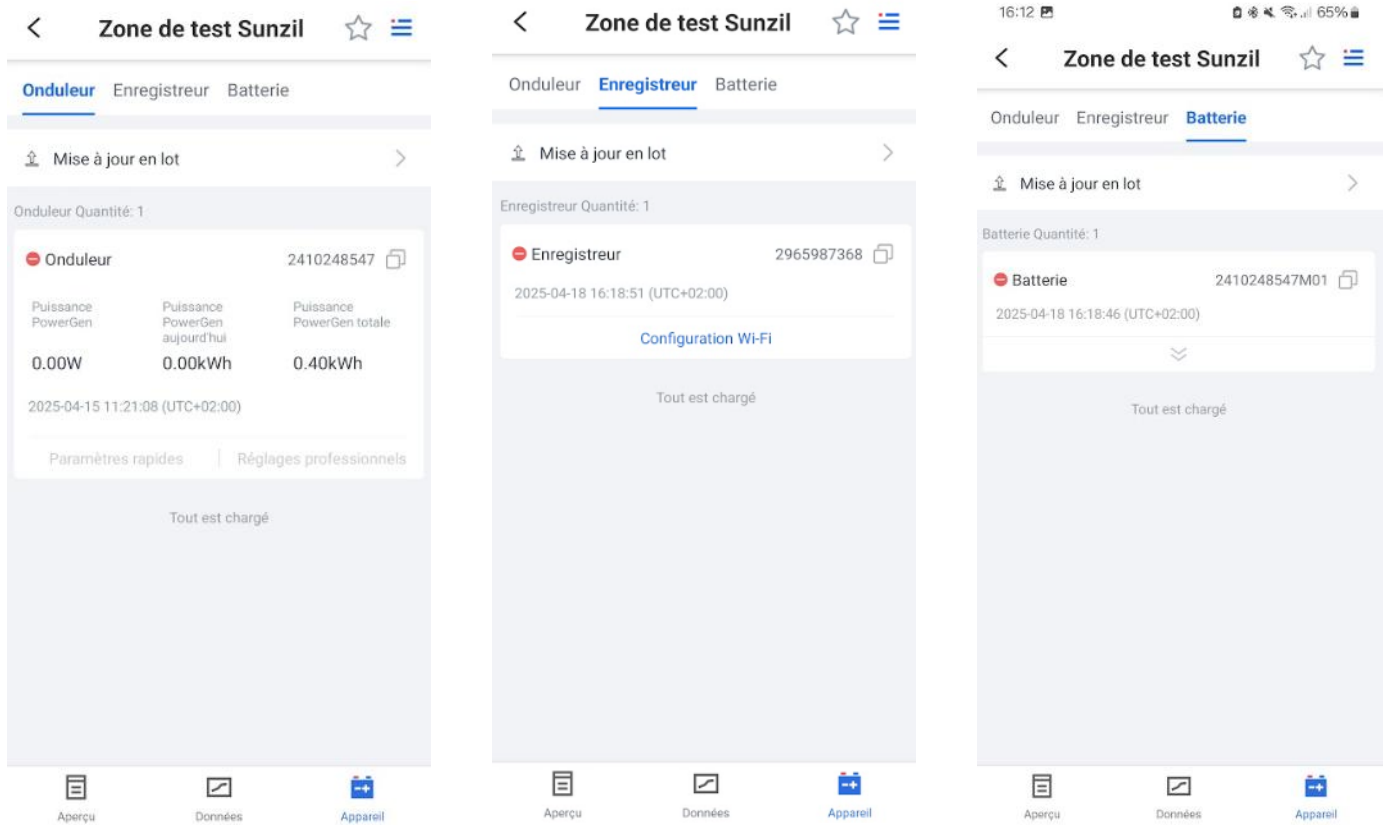 Zone de test Sunzil
Onduleur Enregistreur Batterie
Mise à jour en lot
Onduleur Quantité: 1
Onduleur 2410248547
Puissance PowerGen
0.00W
Puissance PowerGen aujourd'hui
0.00kWh
Puissance PowerGen totale
0.40kWh
2025-04-15 11:21:08 (UTC+02:00)
Paramètres rapides Réglages professionnels
Tout est chargé
Aperçu Données Appareil
Zone de test Sunzil
Onduleur Enregistreur Batterie
Mise à jour en lot
Enregistreur Quantité: 1
Enregistreur 2965987368
2025-04-18 16:18:51 (UTC+02:00)
Configuration Wi-Fi
Tout est chargé
Aperçu Données Appareil
16:12 65%
Zone de test Sunzil
Onduleur Enregistreur Batterie
Mise à jour en lot
Batterie Quantité: 1
Batterie 2410248547M01
2025-04-18 16:18:46 (UTC+02:00)
Tout est chargé
Aperçu Données Appareil